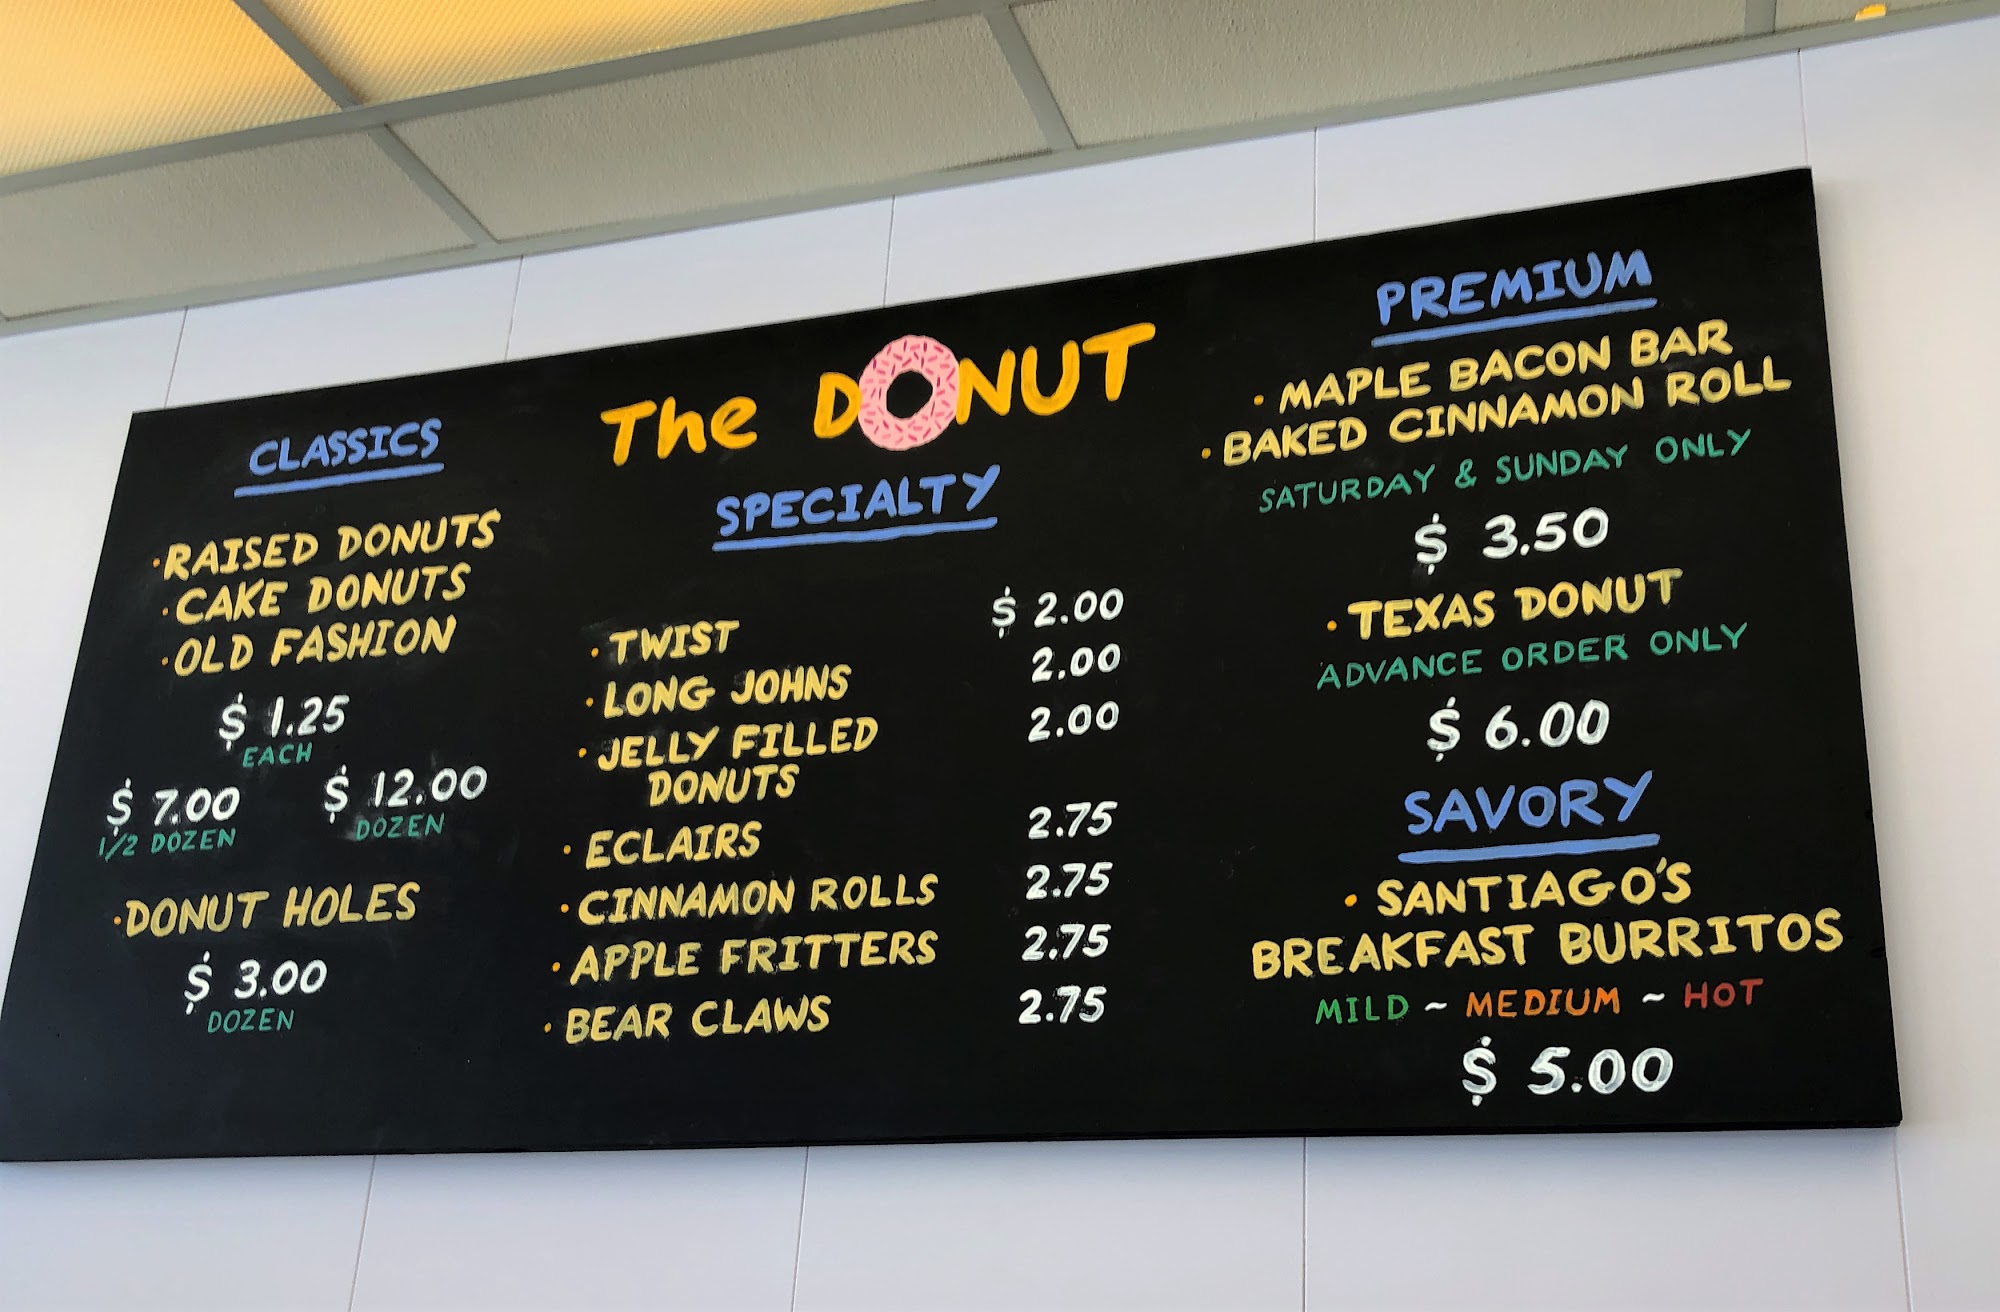 The DONUT
CLASSICS
· RAISED DONUTS
· CAKE DONUTS
· OLD FASHION
$ 1.25
EACH
$ 7.00
1/2 DOZEN
$ 12.00
DOZEN
· DONUT HOLES
$ 3.00
DOZEN
SPECIALTY
· TWIST $ 2.00
· LONG JOHNS 2.00
· JELLY FILLED 2.00
DONUTS
· ECLAIRS 2.75
· CINNAMON ROLLS 2.75
· APPLE FRITTERS 2.75
· BEAR CLAWS 2.75
PREMIUM
· MAPLE BACON BAR
· BAKED CINNAMON ROLL
SATURDAY & SUNDAY ONLY
$ 3.50
· TEXAS DONUT
ADVANCE ORDER ONLY
$ 6.00
SAVORY
· SANTIAGO'S
BREAKFAST BURRITOS
MILD ~ MEDIUM ~ HOT
$ 5.00